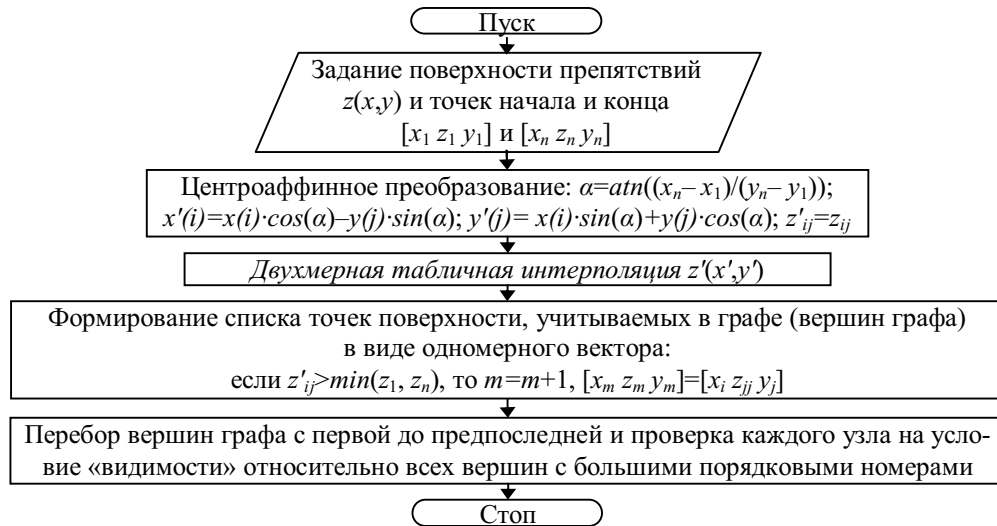 Пуск
Задание поверхности препятствий
z(x,y) и точек начала и конца
[x₁ z₁ y₁] и [xₙ zₙ yₙ]
Центроаффинное преобразование: α=atn((xₙ– x₁)/(yₙ– y₁));
x'(i)=x(i)·cos(α)–y(j)·sin(α); y'(j)= x(i)·sin(α)+y(j)·cos(α); z'ᵢⱼ=zᵢⱼ
Двухмерная табличная интерполяция z'(x',y')
Формирование списка точек поверхности, учитываемых в графе (вершин графа)
в виде одномерного вектора:
если z'ᵢⱼ>min(z₁, zₙ), то m=m+1, [xₘ zₘ yₘ]=[xᵢ zⱼⱼ yⱼ]
Перебор вершин графа с первой до предпоследней и проверка каждого узла на усло-
вие «видимости» относительно всех вершин с большими порядковыми номерами
Стоп